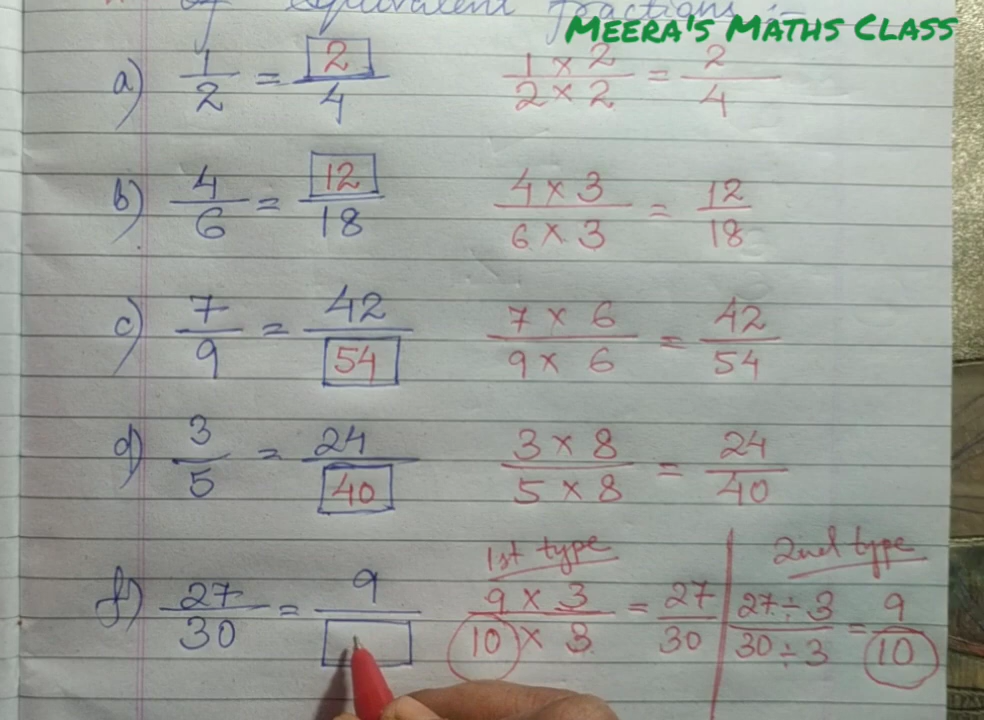 of equivalent fractions :-
MEERA'S MATHS CLASS
a) 1/2 = 2/4 1 × 2/2 × 2 = 2/4
b) 4/6 = 12/18 4 × 3/6 × 3 = 12/18
c) 7/9 = 42/54 7 × 6/9 × 6 = 42/54
d) 3/5 = 24/40 3 × 8/5 × 8 = 24/40
1st type 2nd type
f) 27/30 = 9/ 9 × 3/10 × 3 = 27/30 27 ÷ 3/30 ÷ 3 = 9/10